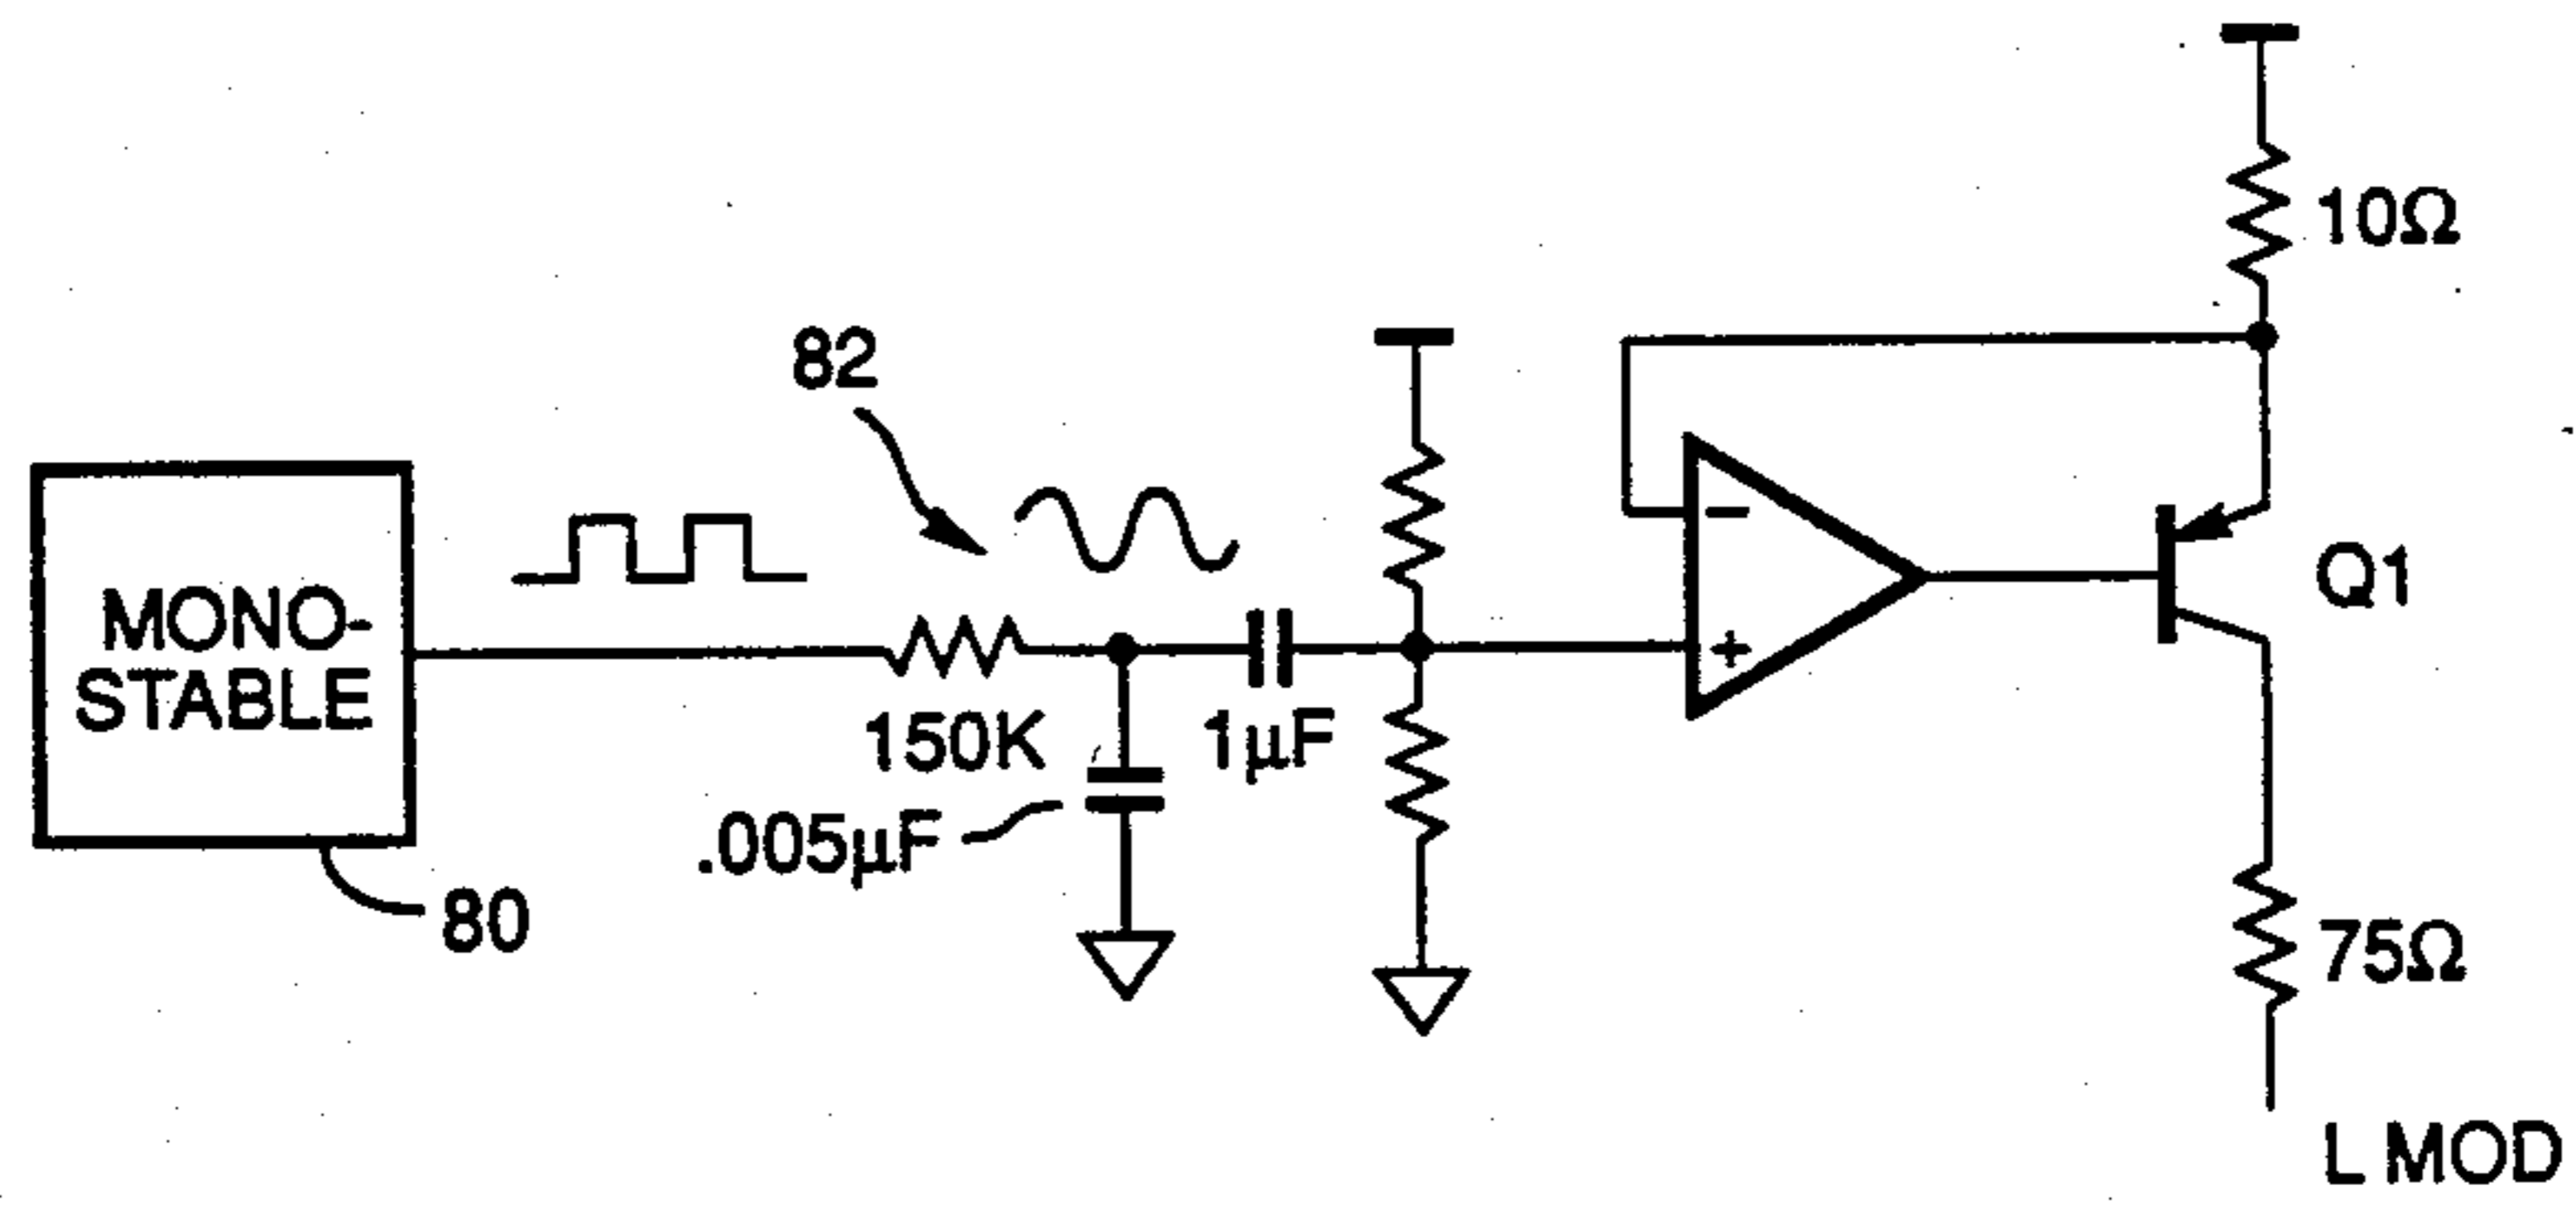 10Ω
82
MONO-
STABLE
−
+
Q1
150K
1µF
.005µF
80
75Ω
L MOD